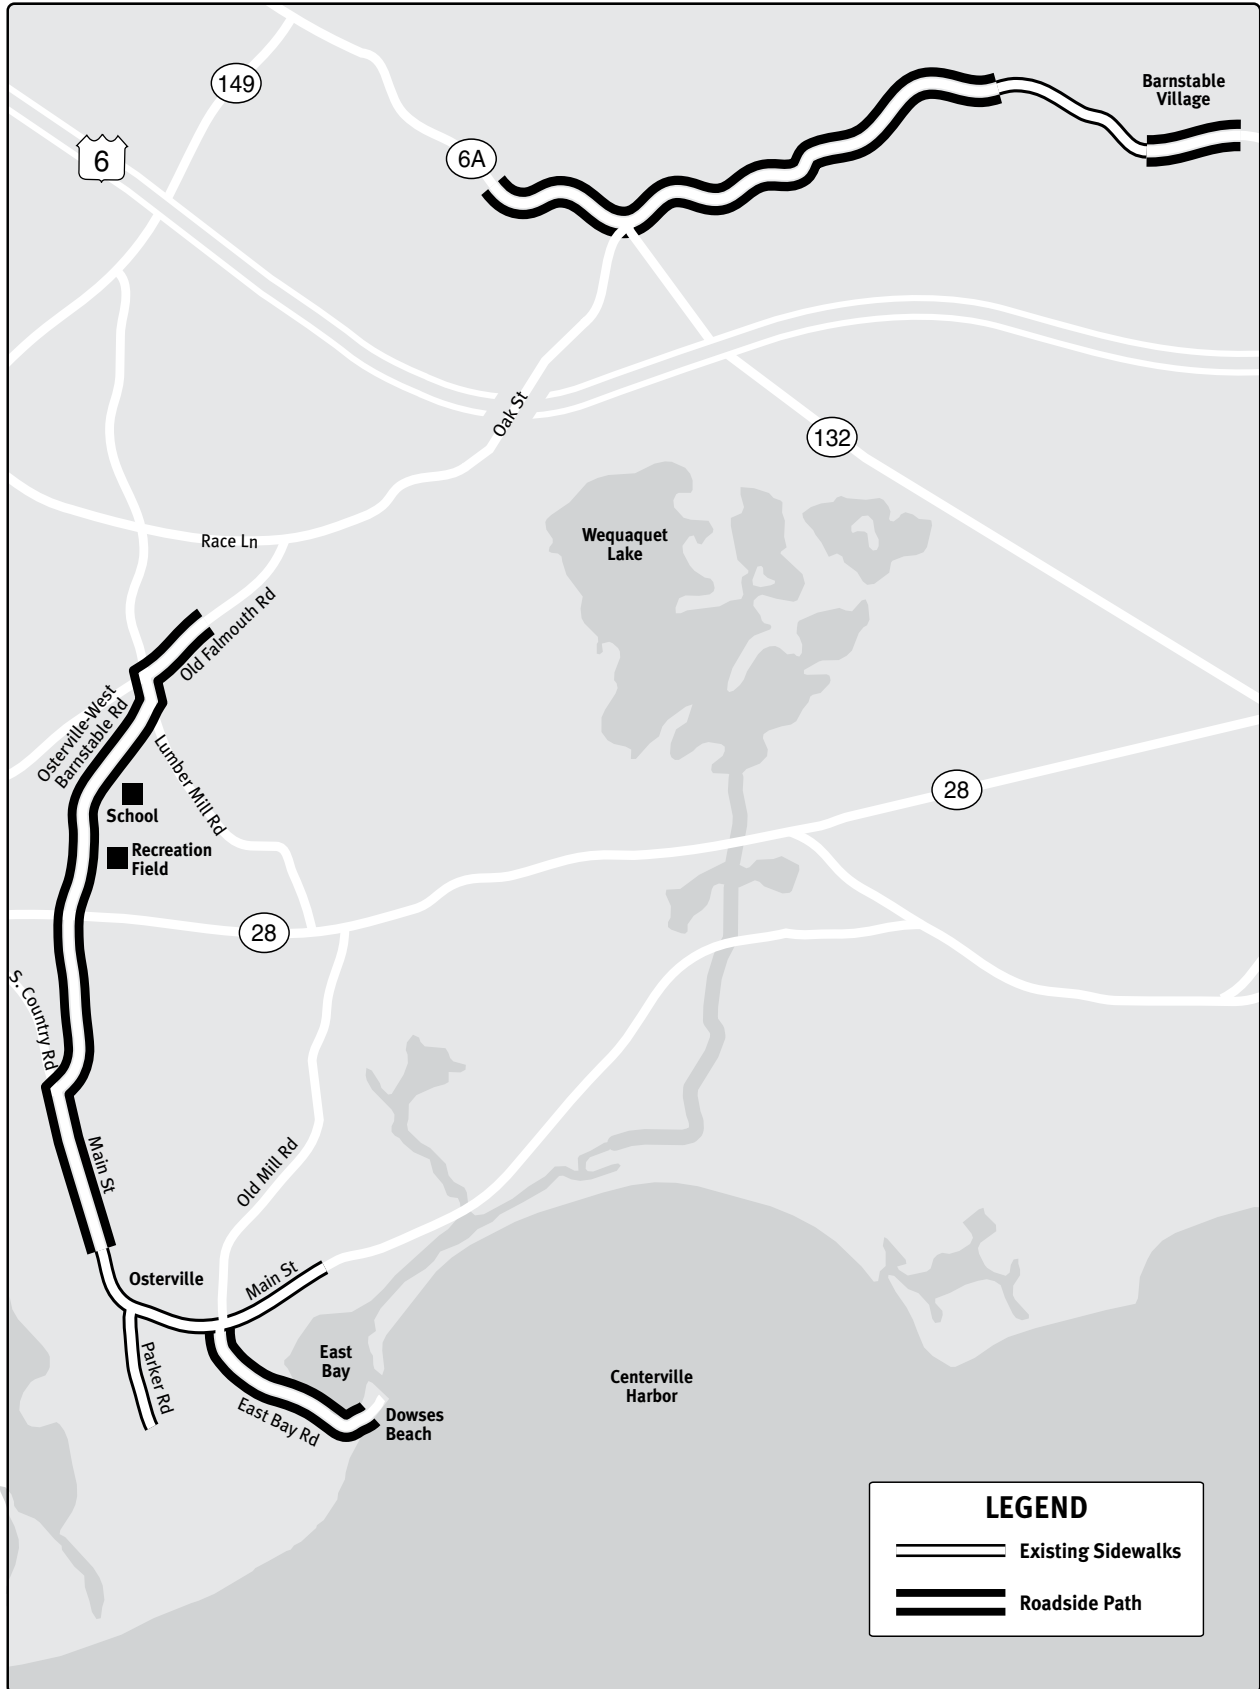 149
Barnstable
Village
6
6A
Oak St
132
Race Ln
Wequaquet
Lake
Old Falmouth Rd
Osterville-West
Barnstable Rd
Lumber Mill Rd
School
28
Recreation
Field
28
S. Country Rd
Main St
Old Mill Rd
Osterville
Main St
Parker Rd
East
Bay
Centerville
Harbor
East Bay Rd
Dowses
Beach
LEGEND
Existing Sidewalks
Roadside Path